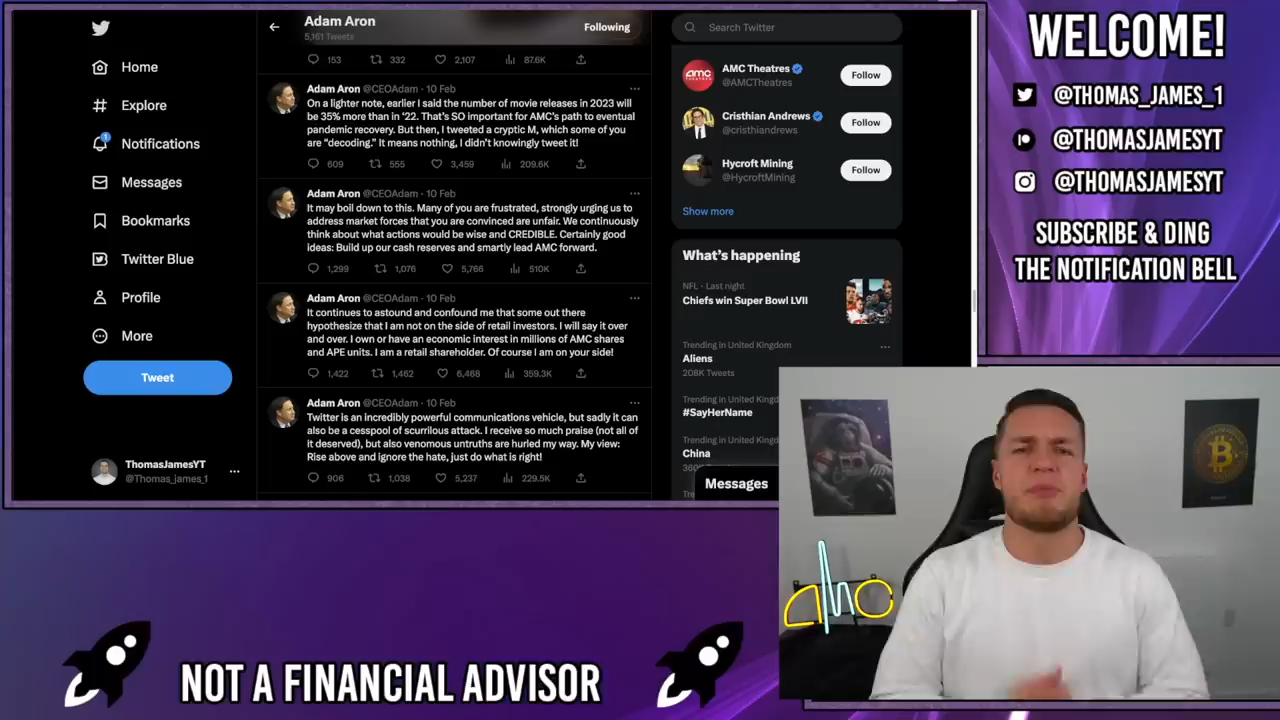 Adam Aron
5,161 Tweets
Following
Search Twitter
Home
Explore
Notifications
1
Messages
Bookmarks
Twitter Blue
Profile
More
Tweet
ThomasJamesYT
@Thomas_james_1
153 332 2,107 87.6K
Adam Aron @CEOAdam · 10 Feb
On a lighter note, earlier I said the number of movie releases in 2023 will
be 35% more than in ‘22. That’s SO important for AMC’s path to eventual
pandemic recovery. But then, I tweeted a cryptic M, which some of you
are “decoding.” It means nothing, I didn’t knowingly tweet it!
609 555 3,459 209.6K
Adam Aron @CEOAdam · 10 Feb
It may boil down to this. Many of you are frustrated, strongly urging us to
address market forces that you are convinced are unfair. We continuously
think about what actions would be wise and CREDIBLE. Certainly good
ideas: Build up our cash reserves and smartly lead AMC forward.
1,299 1,076 5,766 510K
Adam Aron @CEOAdam · 10 Feb
It continues to astound and confound me that some out there
hypothesize that I am not on the side of retail investors. I will say it over
and over. I own or have an economic interest in millions of AMC shares
and APE units. I am a retail shareholder. Of course I am on your side!
1,422 1,462 6,468 359.3K
Adam Aron @CEOAdam · 10 Feb
Twitter is an incredibly powerful communications vehicle, but sadly it can
also be a cesspool of scurrilous attack. I receive so much praise (not all of
it deserved), but also venomous untruths are hurled my way. My view:
Rise above and ignore the hate, just do what is right!
906 1,038 5,237 229.5K
amc
THEATRES
AMC Theatres
@AMCTheatres
Follow
Cristhian Andrews
@cristhiandrews
Follow
Hycroft Mining
@HycroftMining
Follow
Show more
What’s happening
NFL · Last night
Chiefs win Super Bowl LVII
Trending in United Kingdom
Aliens
208K Tweets
Trending in United Kingd
#SayHerName
Trending in United Kingd
China
Messages
WELCOME!
@THOMAS_JAMES_1
@THOMASJAMESYT
@THOMASJAMESYT
SUBSCRIBE & DING
THE NOTIFICATION BELL
amc
NOT A FINANCIAL ADVISOR